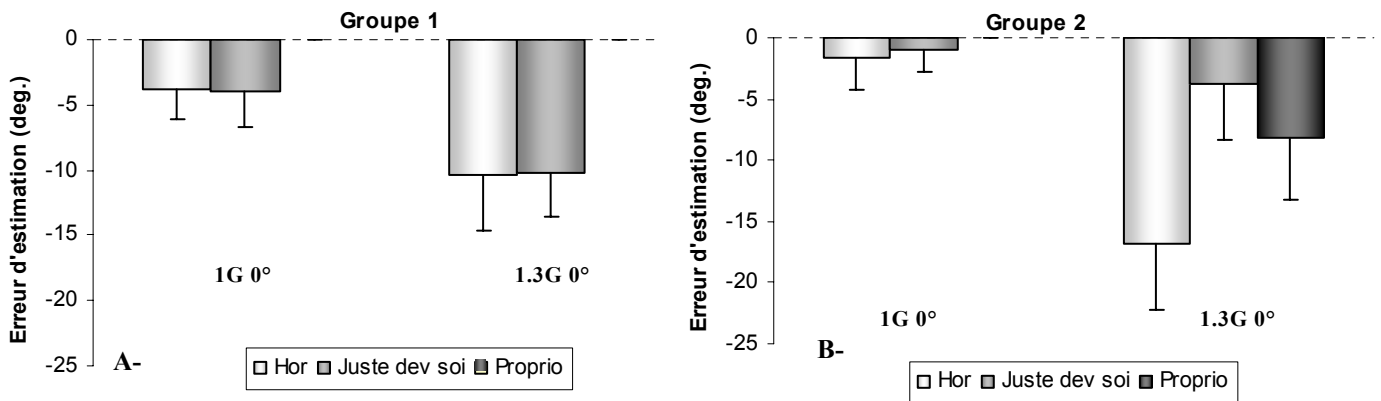 Groupe 1
Erreur d'estimation (deg.)
0
-5
-10
-15
-20
-25
1G 0°
1.3G 0°
A-
Hor Juste dev soi Proprio
Groupe 2
Erreur d'estimation (deg.)
0
-5
-10
-15
-20
-25
1G 0°
1.3G 0°
B-
Hor Juste dev soi Proprio